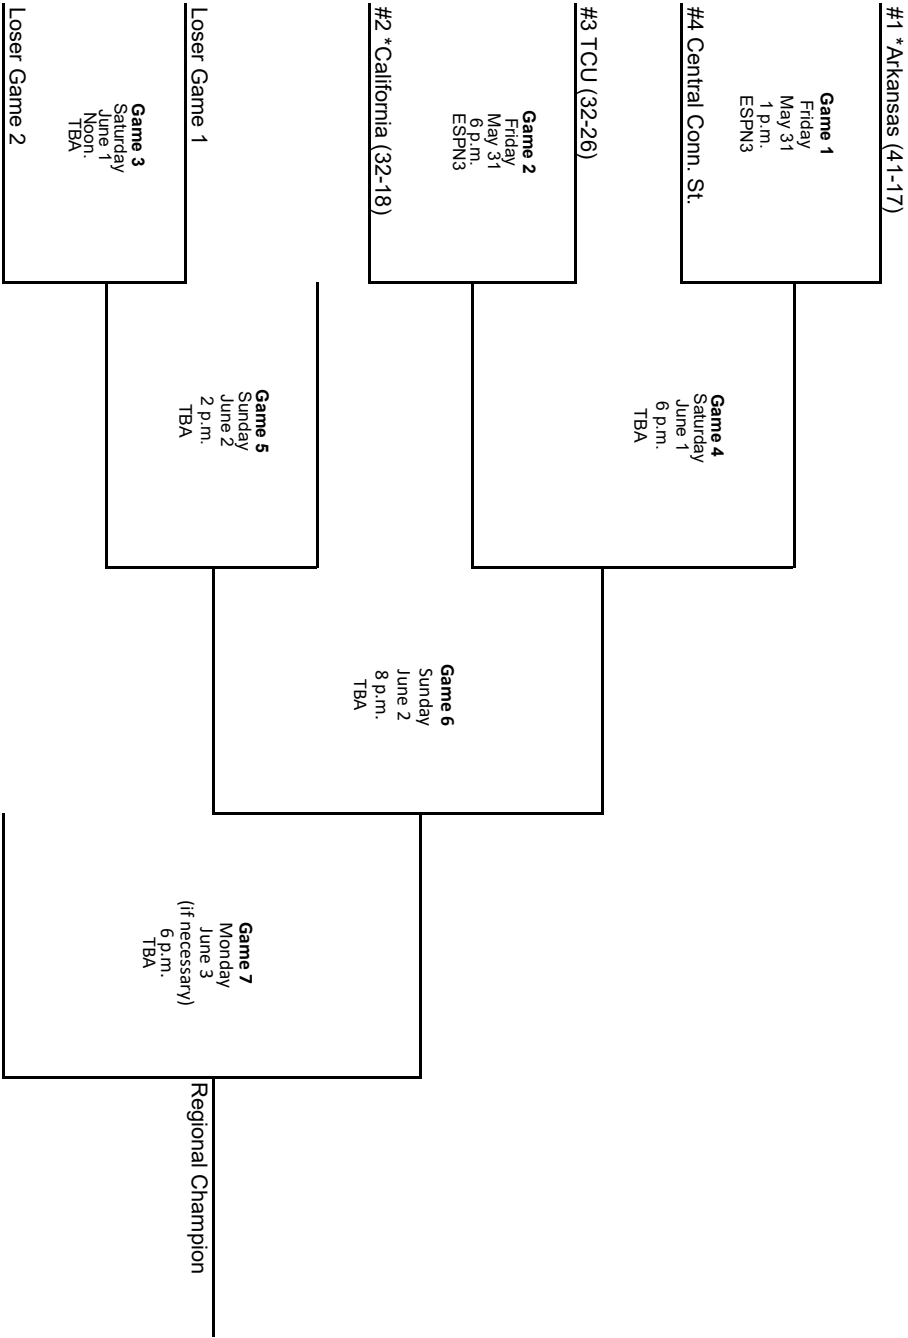 #1 *Arkansas (41-17)
Game 1
Friday
May 31
1 p.m.
ESPN3
#4 Central Conn. St.
#3 TCU (32-26)
Game 2
Friday
May 31
6 p.m.
ESPN3
#2 *California (32-18)
Loser Game 1
Game 3
Saturday
June 1
Noon.
TBA
Loser Game 2
Game 4
Saturday
June 1
6 p.m.
TBA
Game 5
Sunday
June 2
2 p.m.
TBA
Game 6
Sunday
June 2
8 p.m.
TBA
Game 7
Monday
June 3
(if necessary)
6 p.m.
TBA
Regional Champion